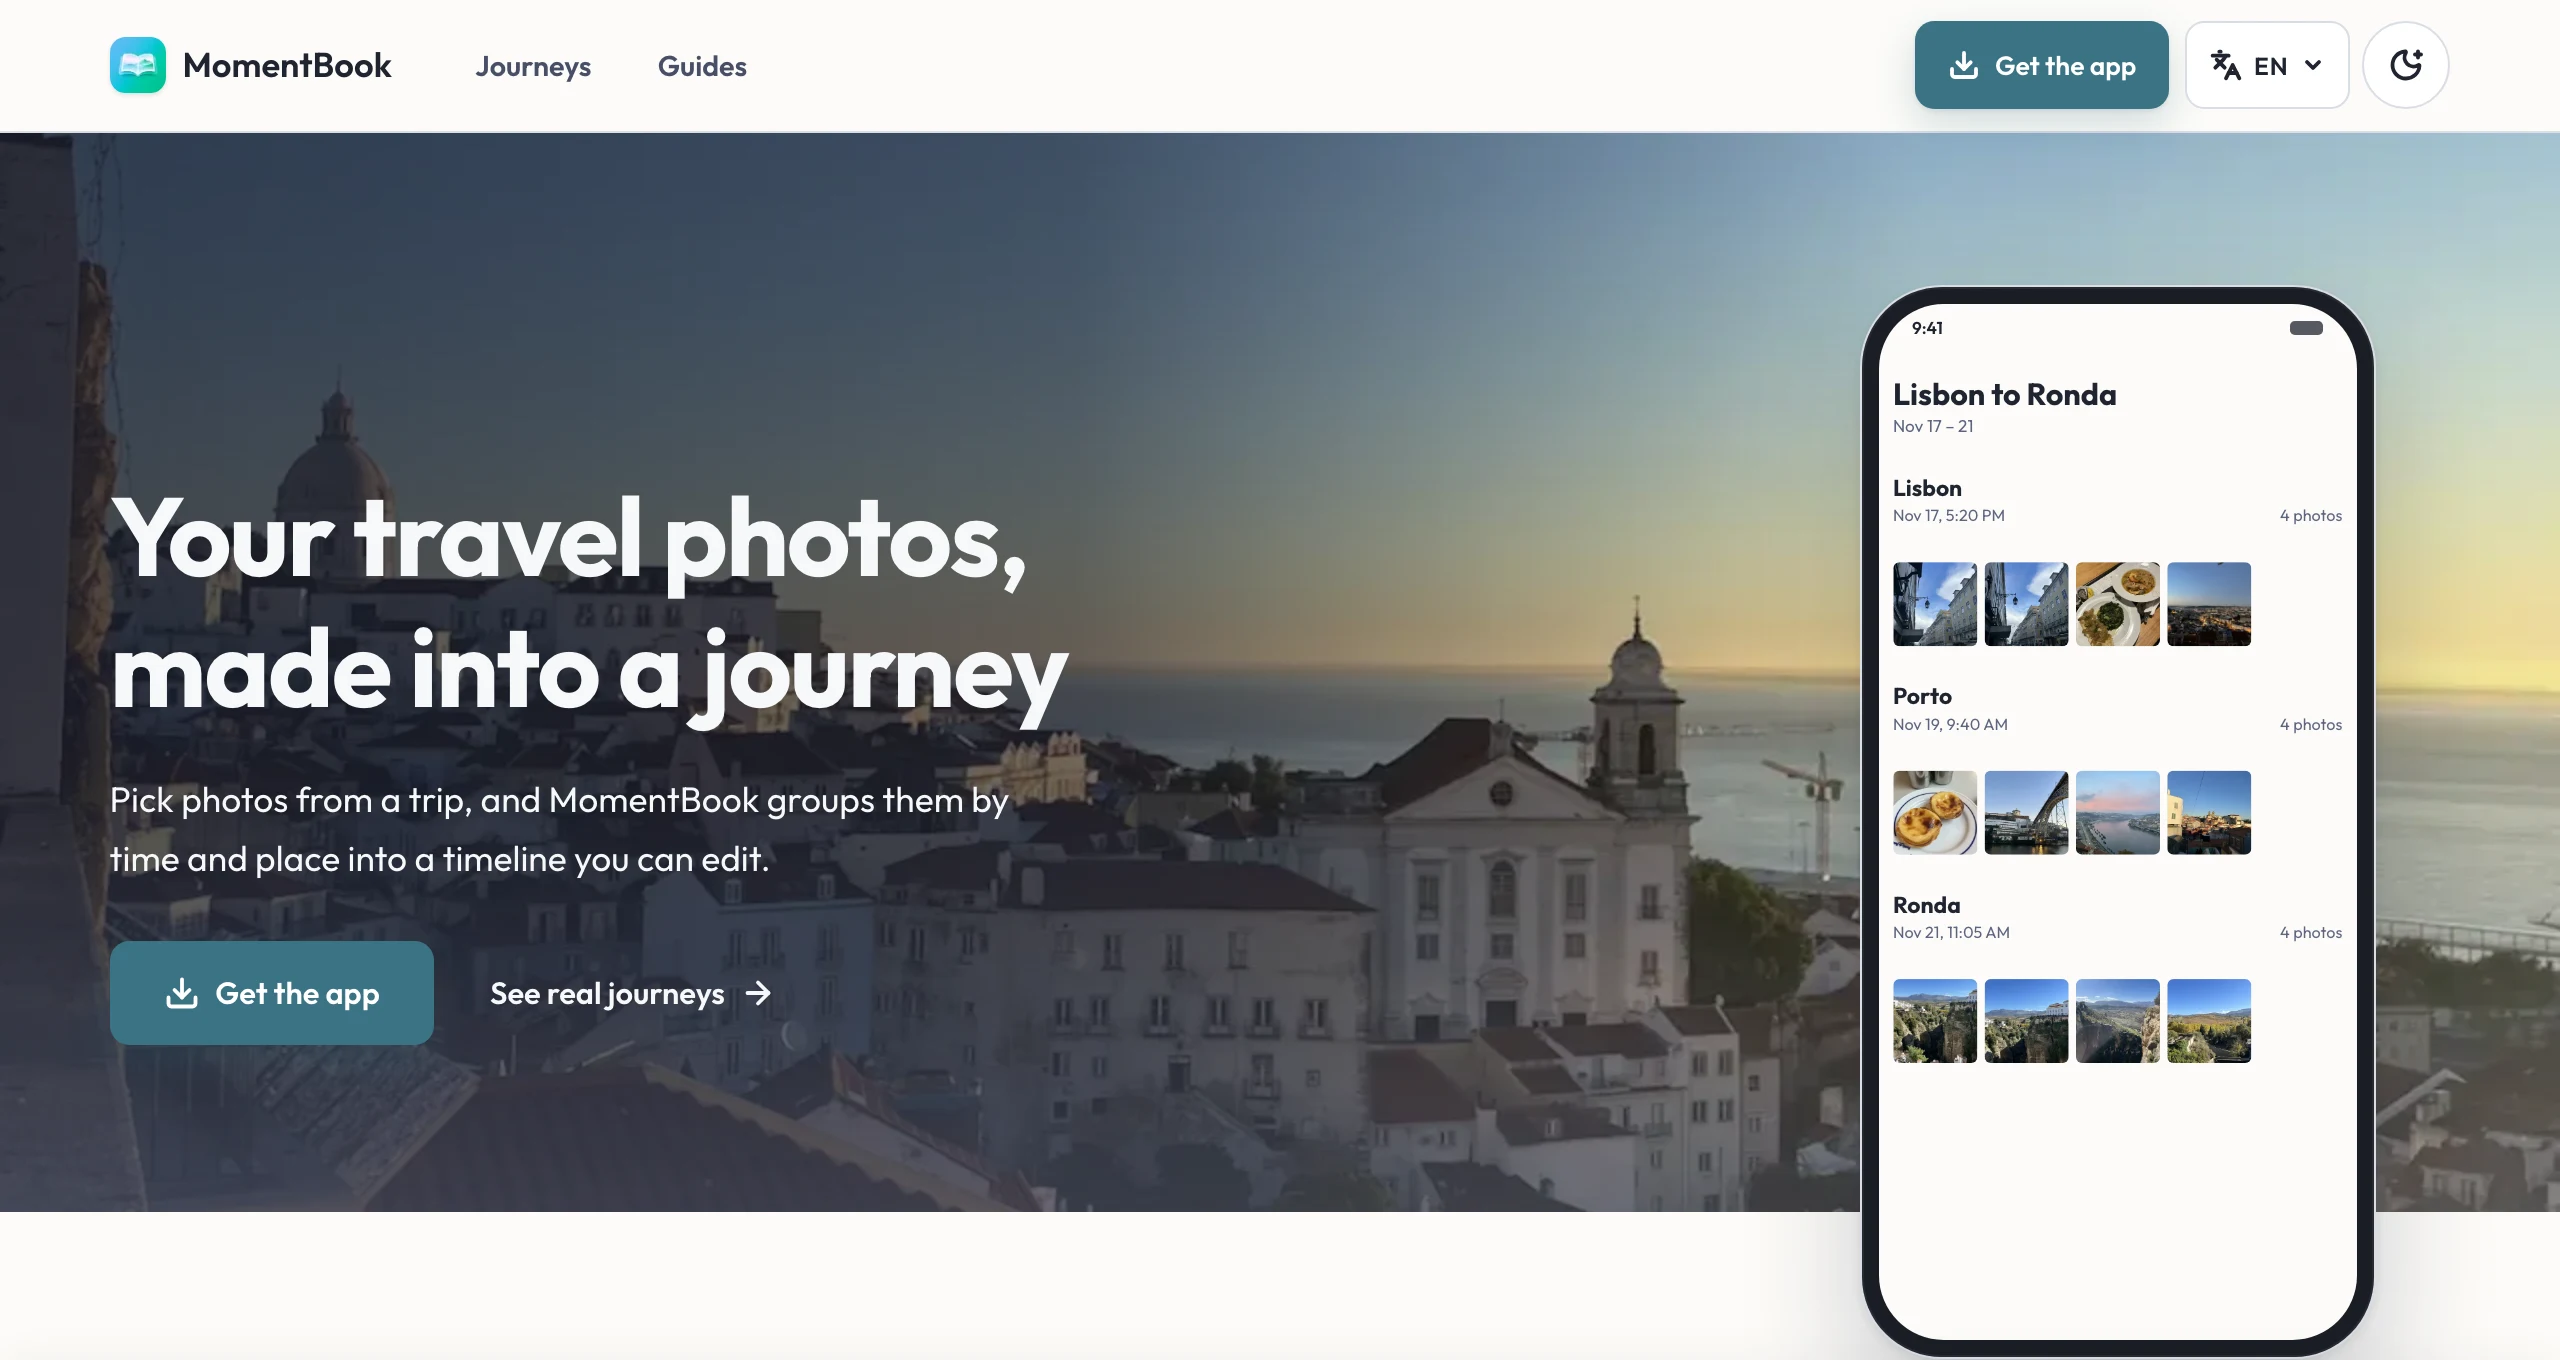 MomentBook
Journeys
Guides
Get the app
EN
Your travel photos,
made into a journey
Pick photos from a trip, and MomentBook groups them by
time and place into a timeline you can edit.
Get the app
See real journeys →
9:41
Lisbon to Ronda
Nov 17 – 21
Lisbon
Nov 17, 5:20 PM
4 photos
Porto
Nov 19, 9:40 AM
4 photos
Ronda
Nov 21, 11:05 AM
4 photos